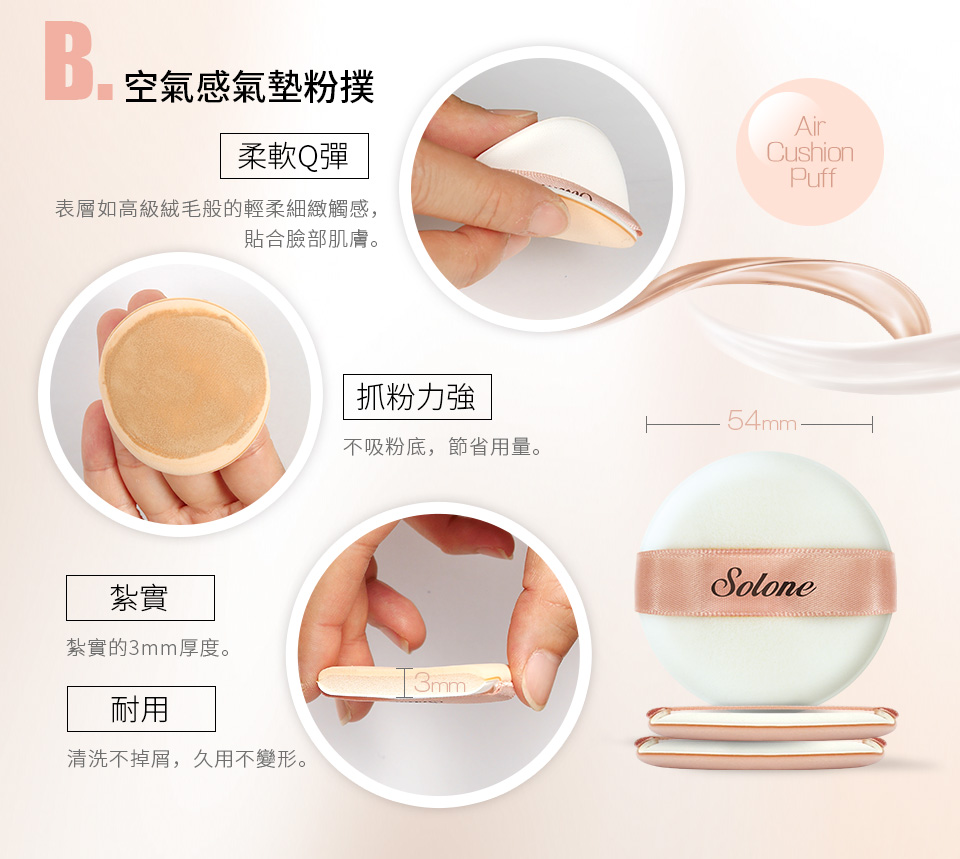 B. 空氣感氣墊粉撲
柔軟Q彈
表層如高級絨毛般的輕柔細緻觸感，
貼合臉部肌膚。
Air
Cushion
Puff
抓粉力強
不吸粉底，節省用量。
54mm
Solone
紮實
紮實的3mm厚度。
3mm
耐用
清洗不掉屑，久用不變形。